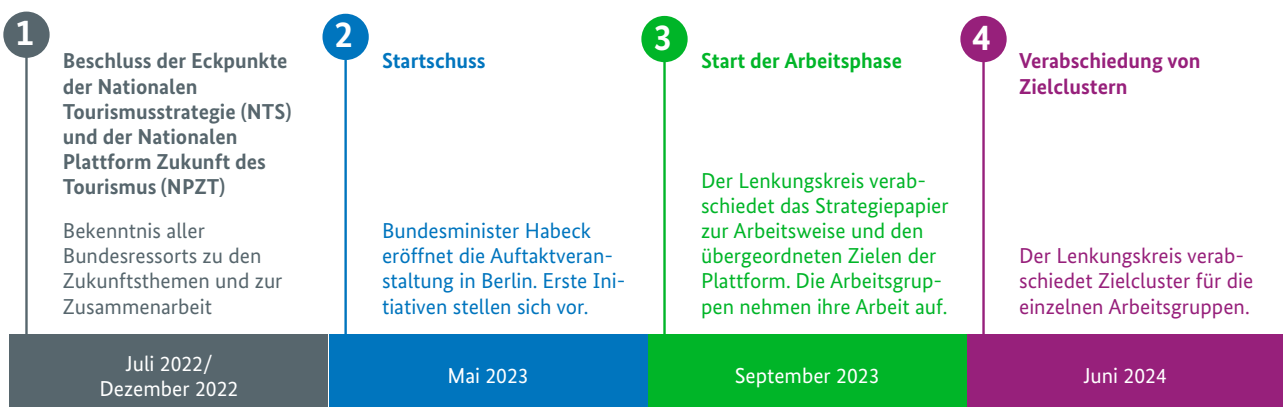 1
Beschluss der Eckpunkte
der Nationalen
Tourismusstrategie (NTS)
und der Nationalen
Plattform Zukunft des
Tourismus (NPZT)
Bekenntnis aller
Bundesressorts zu den
Zukunftsthemen und zur
Zusammenarbeit
Juli 2022/
Dezember 2022
2
Startschuss
Bundesminister Habeck
eröffnet die Auftaktveran-
staltung in Berlin. Erste Ini-
tiativen stellen sich vor.
Mai 2023
3
Start der Arbeitsphase
Der Lenkungskreis verab-
schiedet das Strategiepapier
zur Arbeitsweise und den
übergeordneten Zielen der
Plattform. Die Arbeitsgrup-
pen nehmen ihre Arbeit auf.
September 2023
4
Verabschiedung von
Zielclustern
Der Lenkungskreis verab-
schiedet Zielcluster für die
einzelnen Arbeitsgruppen.
Juni 2024